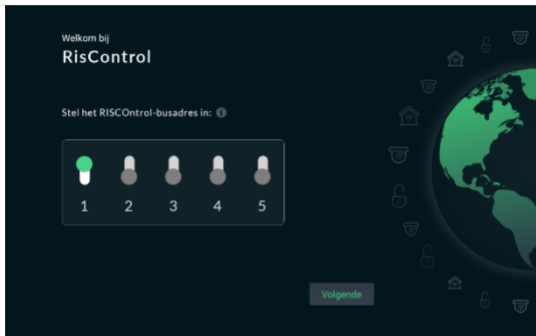 Welkom bij
RisControl
Stel het RISCOntrol-busadres in:
1 2 3 4 5
Volgende